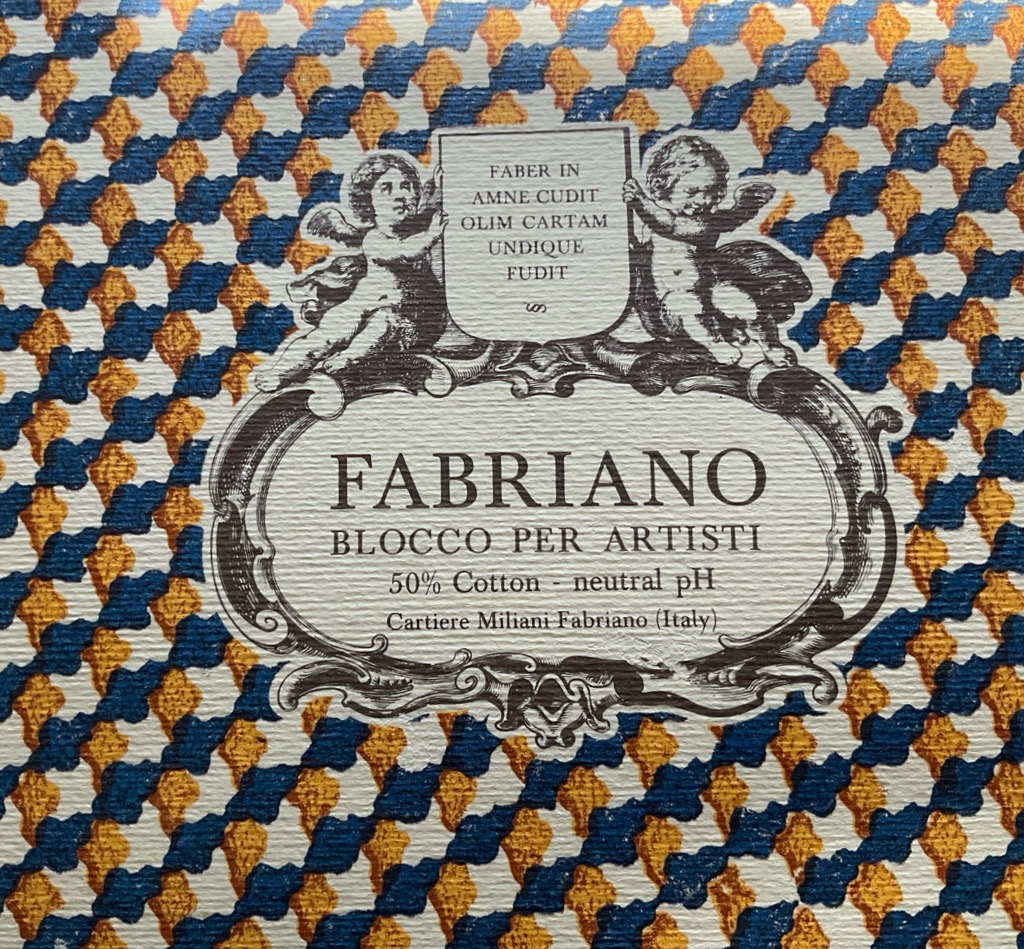 FABER IN
AMNE CUDIT
OLIM CARTAM
UNDIQUE
FUDIT
FABRIANO
BLOCCO PER ARTISTI
50% Cotton - neutral pH
Cartiere Miliani Fabriano (Italy)